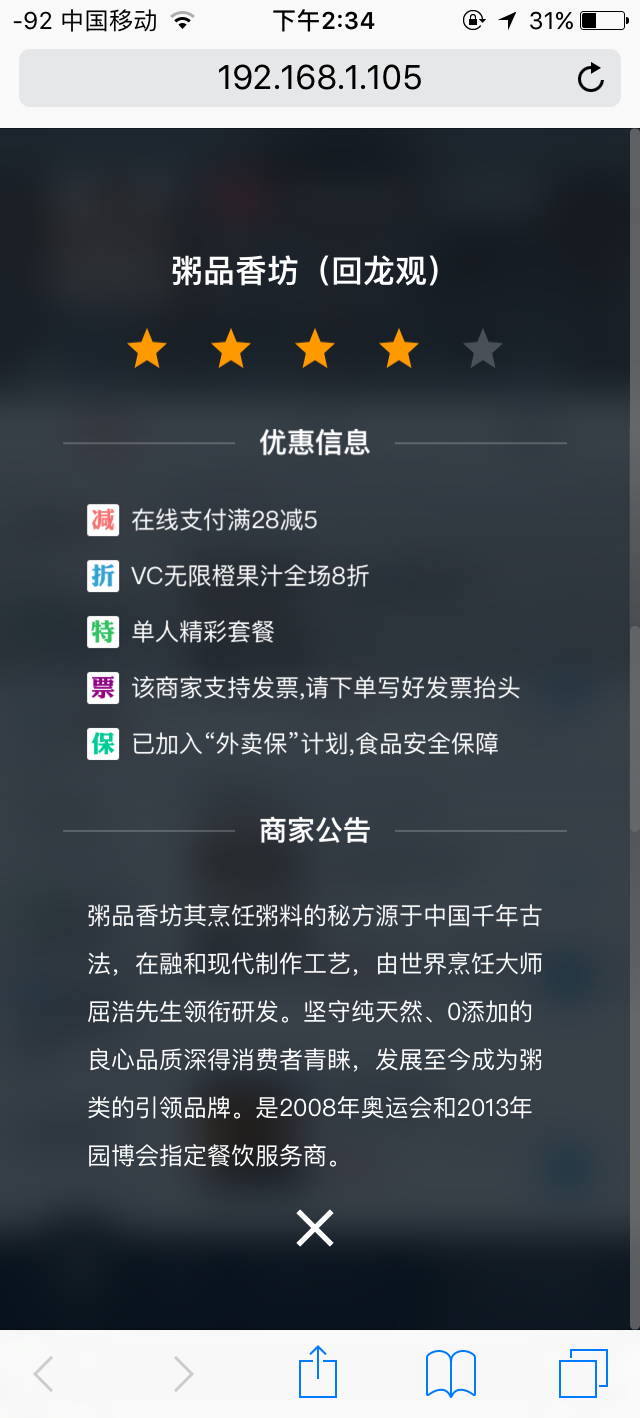 -92 中国移动 下午2:34 31%
192.168.1.105
粥品香坊（回龙观）
优惠信息
减 在线支付满28减5
折 VC无限橙果汁全场8折
特 单人精彩套餐
票 该商家支持发票,请下单写好发票抬头
保 已加入“外卖保”计划,食品安全保障
商家公告
粥品香坊其烹饪粥料的秘方源于中国千年古
法，在融和现代制作工艺，由世界烹饪大师
屈浩先生领衔研发。坚守纯天然、0添加的
良心品质深得消费者青睐，发展至今成为粥
类的引领品牌。是2008年奥运会和2013年
园博会指定餐饮服务商。